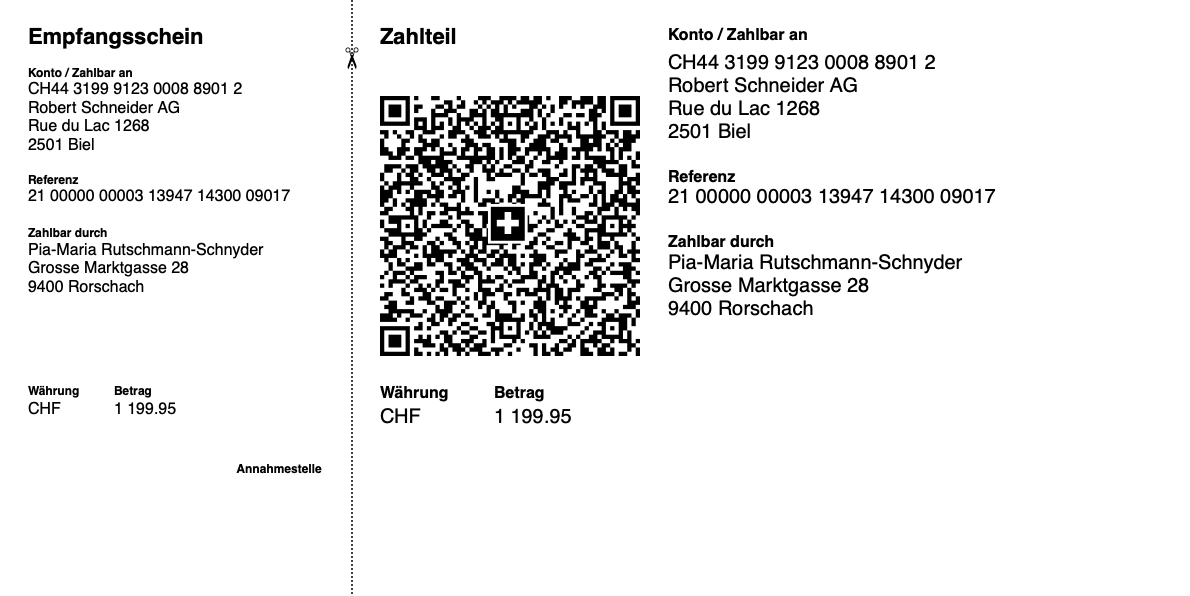 Empfangsschein
Konto / Zahlbar an
CH44 3199 9123 0008 8901 2
Robert Schneider AG
Rue du Lac 1268
2501 Biel
Referenz
21 00000 00003 13947 14300 09017
Zahlbar durch
Pia-Maria Rutschmann-Schnyder
Grosse Marktgasse 28
9400 Rorschach
Währung Betrag
CHF 1 199.95
Annahmestelle
Zahlteil
Währung Betrag
CHF 1 199.95
Konto / Zahlbar an
CH44 3199 9123 0008 8901 2
Robert Schneider AG
Rue du Lac 1268
2501 Biel
Referenz
21 00000 00003 13947 14300 09017
Zahlbar durch
Pia-Maria Rutschmann-Schnyder
Grosse Marktgasse 28
9400 Rorschach